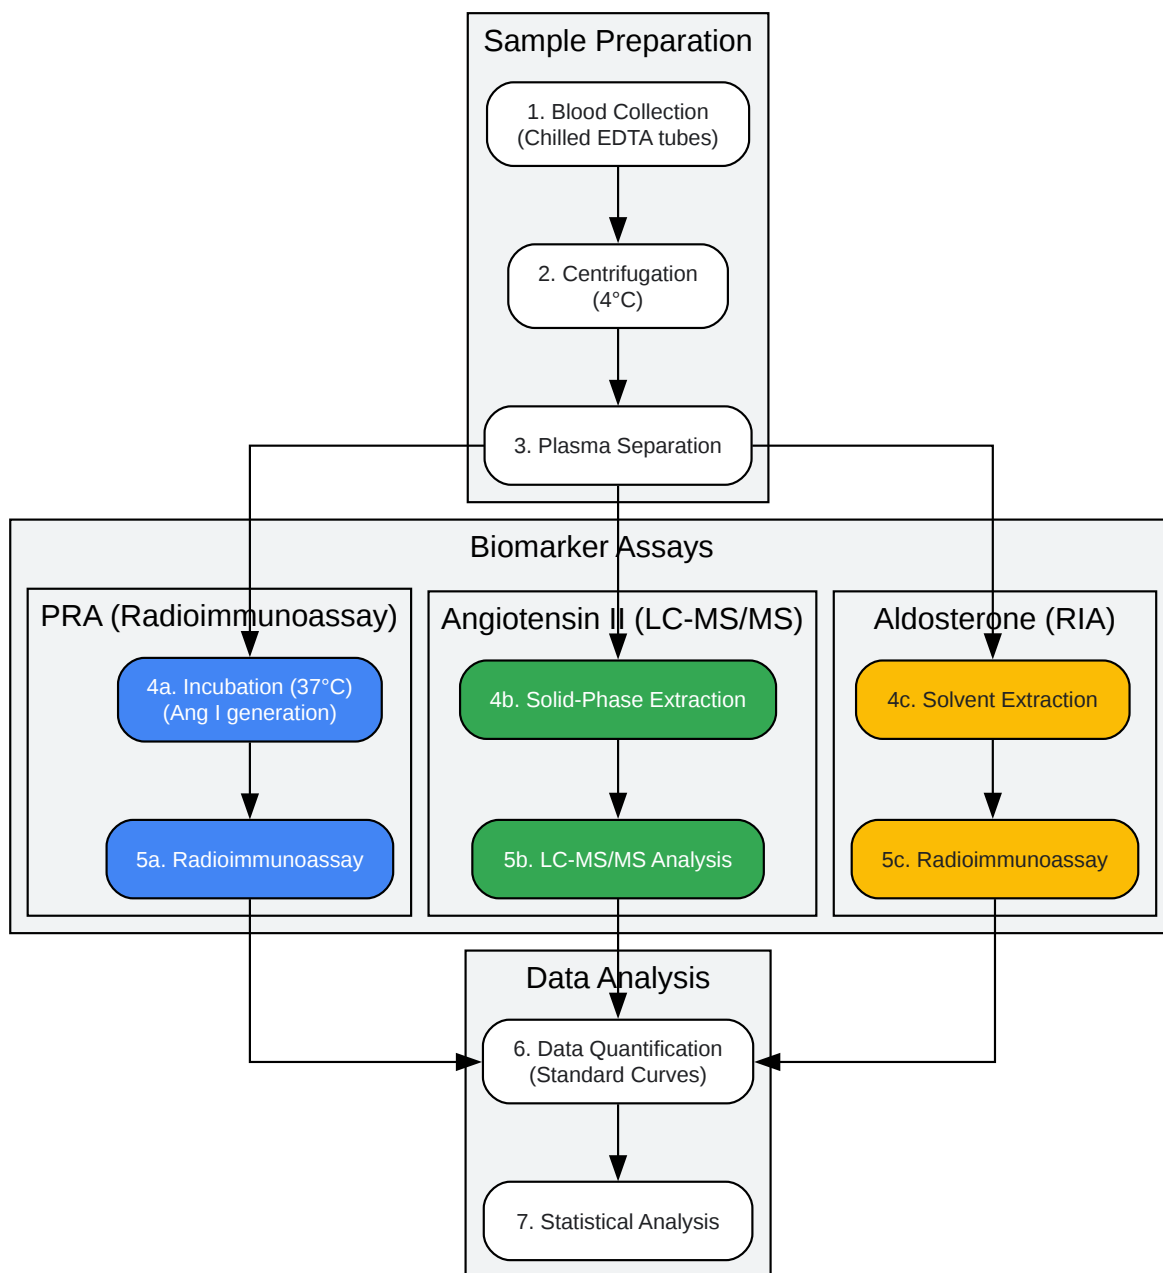 Sample Preparation
1. Blood Collection
(Chilled EDTA tubes)
2. Centrifugation
(4°C)
3. Plasma Separation
Biomarker Assays
PRA (Radioimmunoassay)
4a. Incubation (37°C)
(Ang I generation)
5a. Radioimmunoassay
Angiotensin II (LC-MS/MS)
4b. Solid-Phase Extraction
5b. LC-MS/MS Analysis
Aldosterone (RIA)
4c. Solvent Extraction
5c. Radioimmunoassay
Data Analysis
6. Data Quantification
(Standard Curves)
7. Statistical Analysis